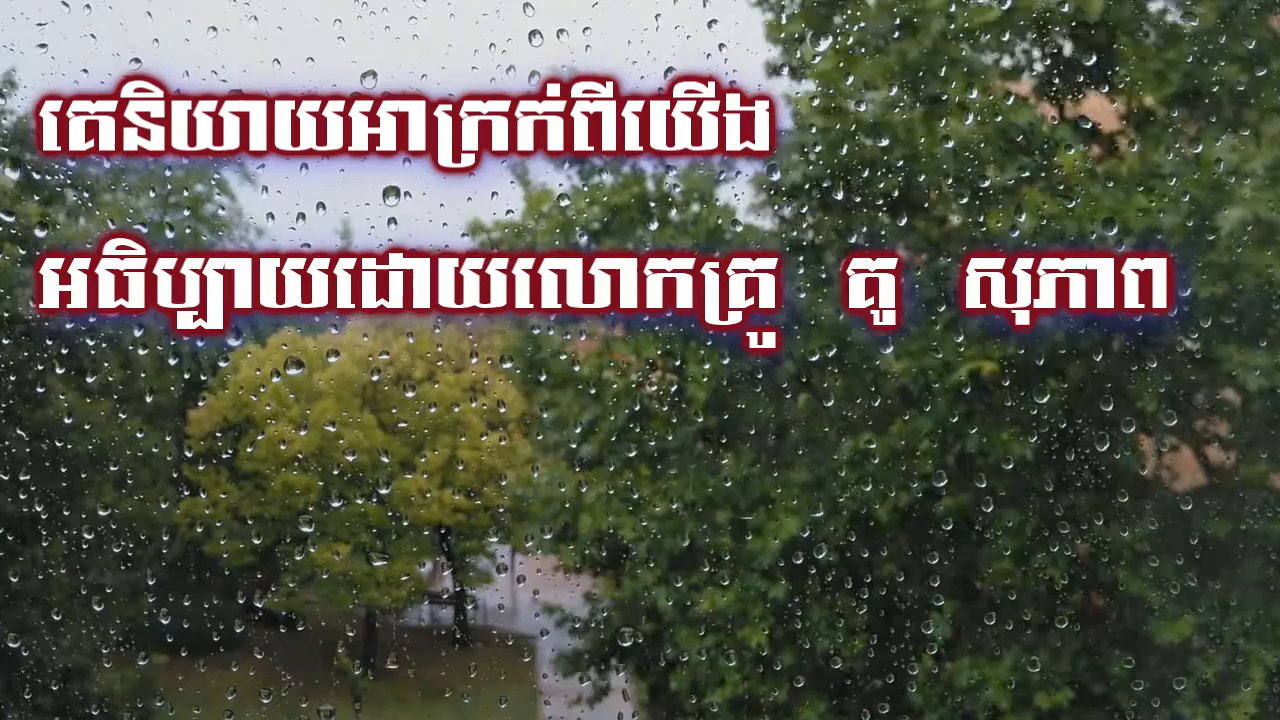 គេនិយាយអាក្រក់ពីយើង
អធិប្បាយដោយលោកគ្រូ គូ សុភាព